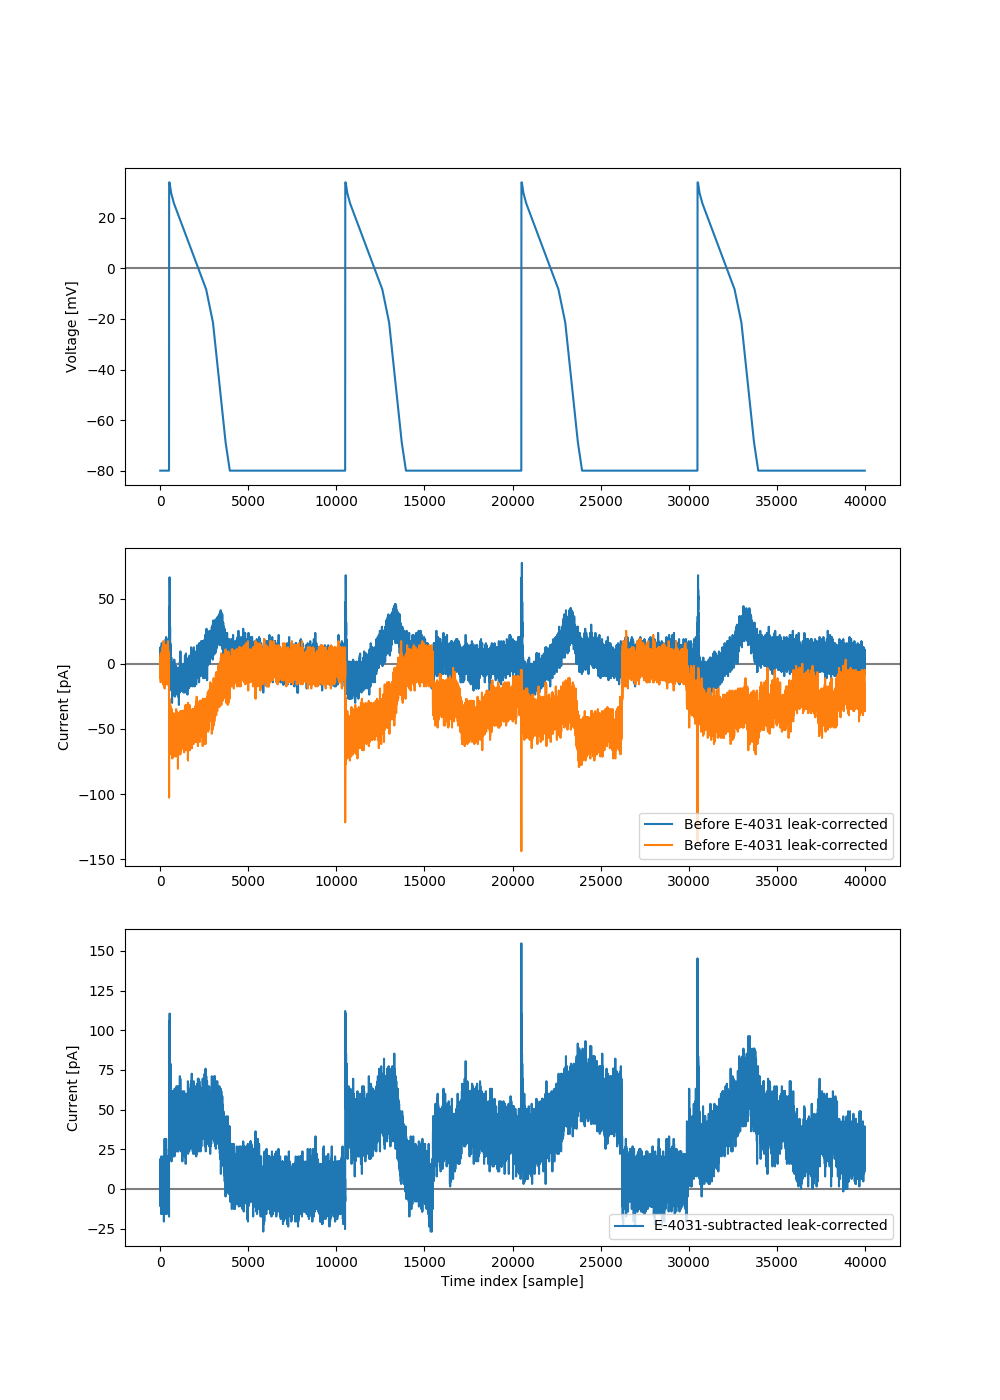 20
0
−20
−40
−60
−80
Voltage [mV]
0 5000 10000 15000 20000 25000 30000 35000 40000
50
0
−50
−100
−150
Current [pA]
Before E-4031 leak-corrected
Before E-4031 leak-corrected
0 5000 10000 15000 20000 25000 30000 35000 40000
150
125
100
75
50
25
0
−25
Current [pA]
E-4031-subtracted leak-corrected
0 5000 10000 15000 20000 25000 30000 35000 40000
Time index [sample]